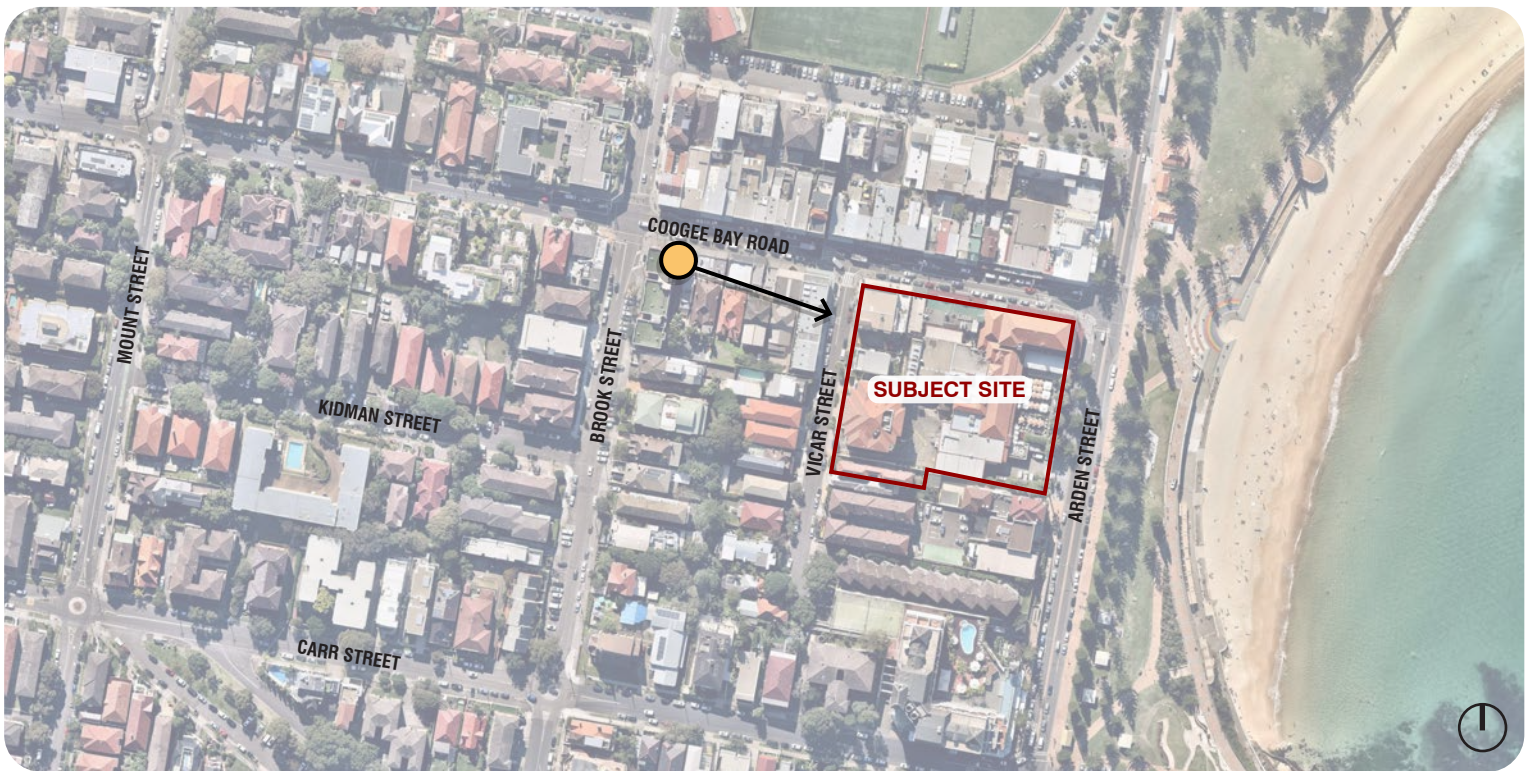 COOGEE BAY ROAD
MOUNT STREET
BROOK STREET
VICAR STREET
SUBJECT SITE
KIDMAN STREET
ARDEN STREET
CARR STREET